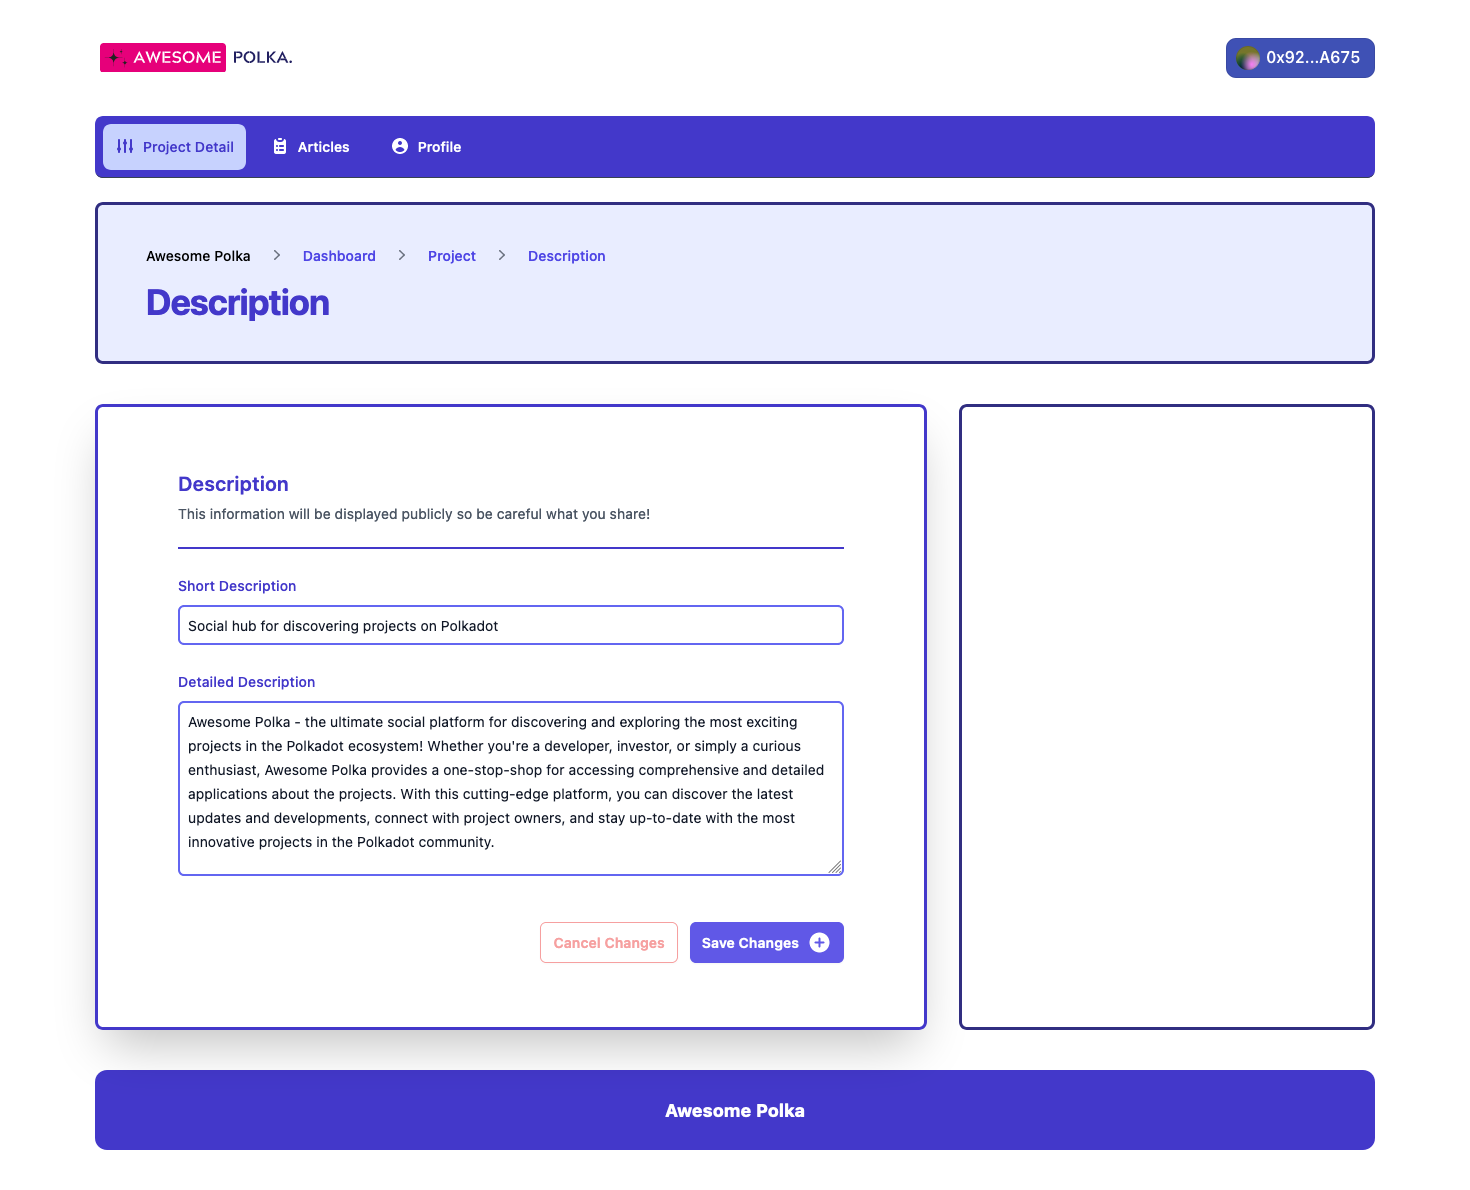 AWESOME POLKA.
0x92...A675
Project Detail
Articles
Profile
Awesome Polka > Dashboard > Project > Description
Description
Description
This information will be displayed publicly so be careful what you share!
Short Description
Social hub for discovering projects on Polkadot
Detailed Description
Awesome Polka - the ultimate social platform for discovering and exploring the most exciting
projects in the Polkadot ecosystem! Whether you're a developer, investor, or simply a curious
enthusiast, Awesome Polka provides a one-stop-shop for accessing comprehensive and detailed
applications about the projects. With this cutting-edge platform, you can discover the latest
updates and developments, connect with project owners, and stay up-to-date with the most
innovative projects in the Polkadot community.
Cancel Changes
Save Changes
Awesome Polka